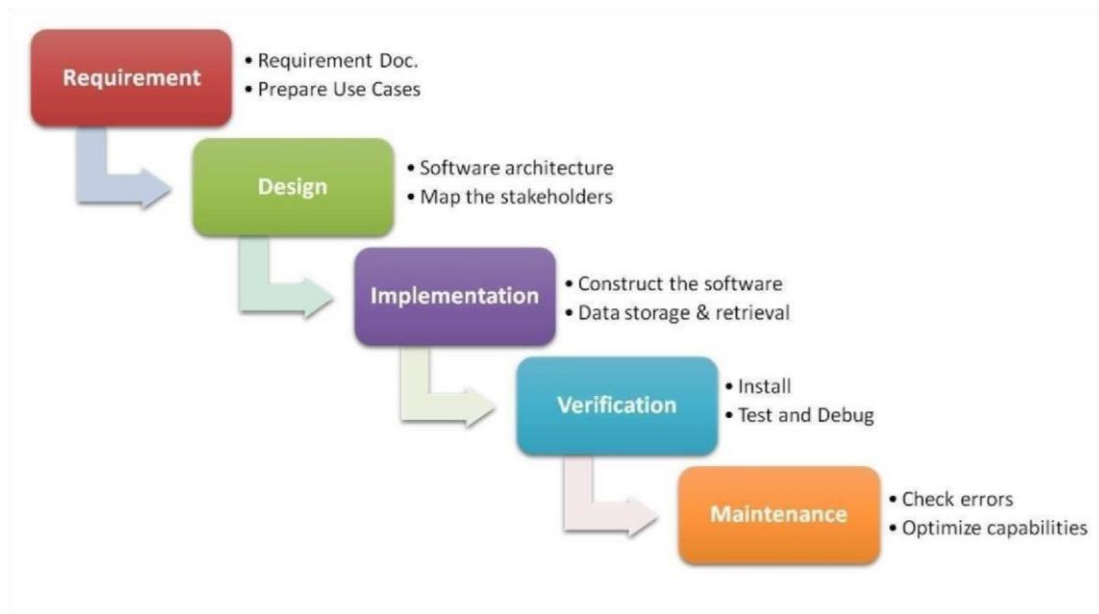 Requirement
• Requirement Doc.
• Prepare Use Cases
Design
• Software architecture
• Map the stakeholders
Implementation
• Construct the software
• Data storage & retrieval
Verification
• Install
• Test and Debug
Maintenance
• Check errors
• Optimize capabilities